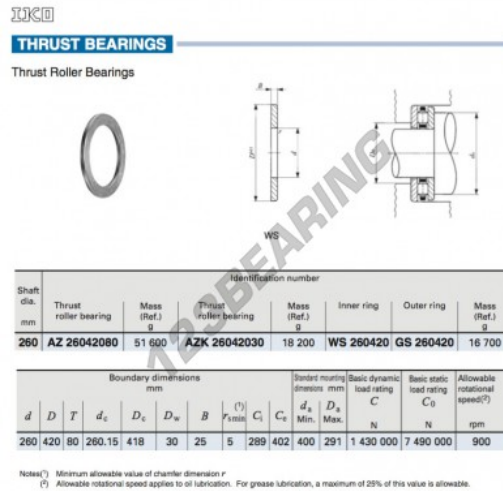 IKO
THRUST BEARINGS
Thrust Roller Bearings
WS
123BEARING
Shaft dia. mm
Identification number
Thrust roller bearing
Mass (Ref.) g
Thrust roller bearing
Mass (Ref.) g
Inner ring
Outer ring
Mass (Ref.) g
260 AZ 26042080 51 600 AZK 26042030 18 200 WS 260420 GS 260420 16 700
Boundary dimensions mm
Standard mounting dimensions mm
Basic dynamic load rating C N
Basic static load rating C0 N
Allowable rotational speed(2) rpm
d D T dc Dc Dw B rs min(1) Ci Ce da Min. Da Max.
260 420 80 260.15 418 30 25 5 289 402 400 291 1 430 000 7 490 000 900
Notes(1) Minimum allowable value of chamfer dimension r
(2) Allowable rotational speed applies to oil lubrication. For grease lubrication, a maximum of 25% of this value is allowable.